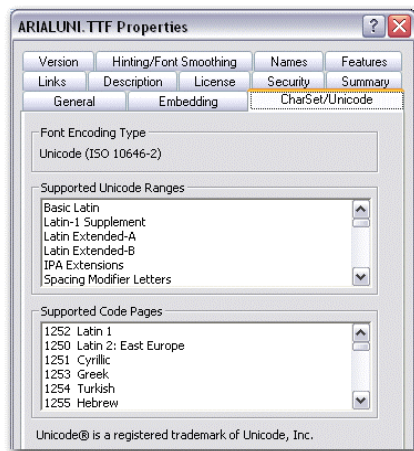 ARIALUNI.TTF Properties
Version Hinting/Font Smoothing Names Features
Links Description License Security Summary
General Embedding CharSet/Unicode
Font Encoding Type
Unicode (ISO 10646-2)
Supported Unicode Ranges
Basic Latin
Latin-1 Supplement
Latin Extended-A
Latin Extended-B
IPA Extensions
Spacing Modifier Letters
Supported Code Pages
1252 Latin 1
1250 Latin 2: East Europe
1251 Cyrillic
1253 Greek
1254 Turkish
1255 Hebrew
Unicode® is a registered trademark of Unicode, Inc.